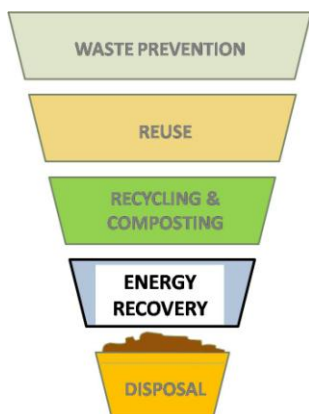 WASTE PREVENTION
REUSE
RECYCLING &
COMPOSTING
ENERGY
RECOVERY
DISPOSAL